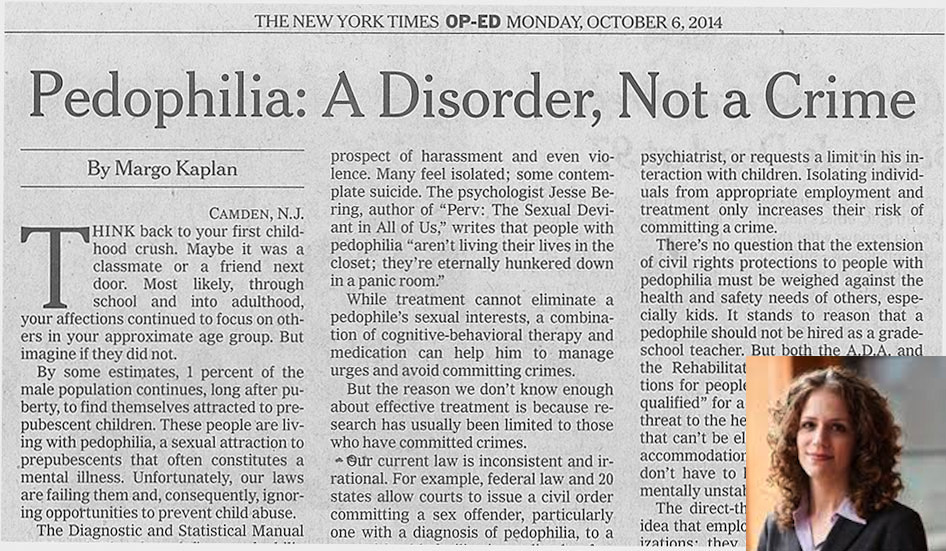 THE NEW YORK TIMES OP-ED MONDAY, OCTOBER 6, 2014
Pedophilia: A Disorder, Not a Crime
By Margo Kaplan
CAMDEN, N.J.
THINK back to your first child-
hood crush. Maybe it was a
classmate or a friend next
door. Most likely, through
school and into adulthood,
your affections continued to focus on oth-
ers in your approximate age group. But
imagine if they did not.
By some estimates, 1 percent of the
male population continues, long after pu-
berty, to find themselves attracted to pre-
pubescent children. These people are liv-
ing with pedophilia, a sexual attraction to
prepubescents that often constitutes a
mental illness. Unfortunately, our laws
are failing them and, consequently, ignor-
ing opportunities to prevent child abuse.
The Diagnostic and Statistical Manual
prospect of harassment and even vio-
lence. Many feel isolated; some contem-
plate suicide. The psychologist Jesse Be-
ring, author of “Perv: The Sexual Devi-
ant in All of Us,” writes that people with
pedophilia “aren’t living their lives in the
closet; they’re eternally hunkered down
in a panic room.”
While treatment cannot eliminate a
pedophile’s sexual interests, a combina-
tion of cognitive-behavioral therapy and
medication can help him to manage
urges and avoid committing crimes.
But the reason we don’t know enough
about effective treatment is because re-
search has usually been limited to those
who have committed crimes.
Our current law is inconsistent and ir-
rational. For example, federal law and 20
states allow courts to issue a civil order
committing a sex offender, particularly
one with a diagnosis of pedophilia, to a
psychiatrist, or requests a limit in his in-
teraction with children. Isolating individ-
uals from appropriate employment and
treatment only increases their risk of
committing a crime.
There’s no question that the extension
of civil rights protections to people with
pedophilia must be weighed against the
health and safety needs of others, espe-
cially kids. It stands to reason that a
pedophile should not be hired as a grade-
school teacher. But both the A.D.A. and
the Rehabilitat
tions for people
qualified” for a
threat to the he
that can’t be el
accommodation
don’t have to
mentally unstal
The direct-th
idea that emplo
izations; they